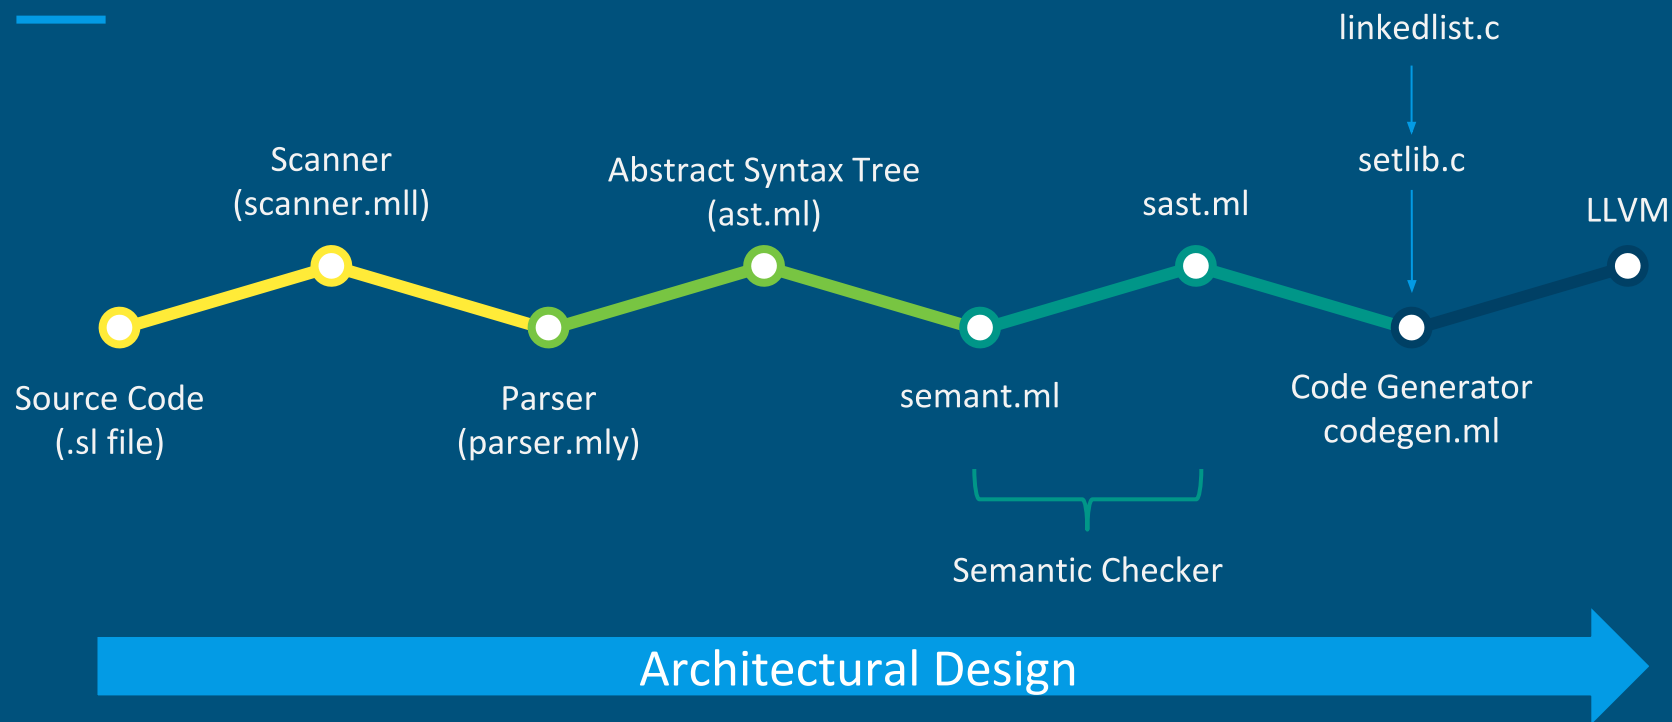 linkedlist.c
setlib.c
Scanner
(scanner.mll)
Abstract Syntax Tree
(ast.ml)
sast.ml
LLVM
Source Code
(.sl file)
Parser
(parser.mly)
semant.ml
Code Generator
codegen.ml
Semantic Checker
Architectural Design